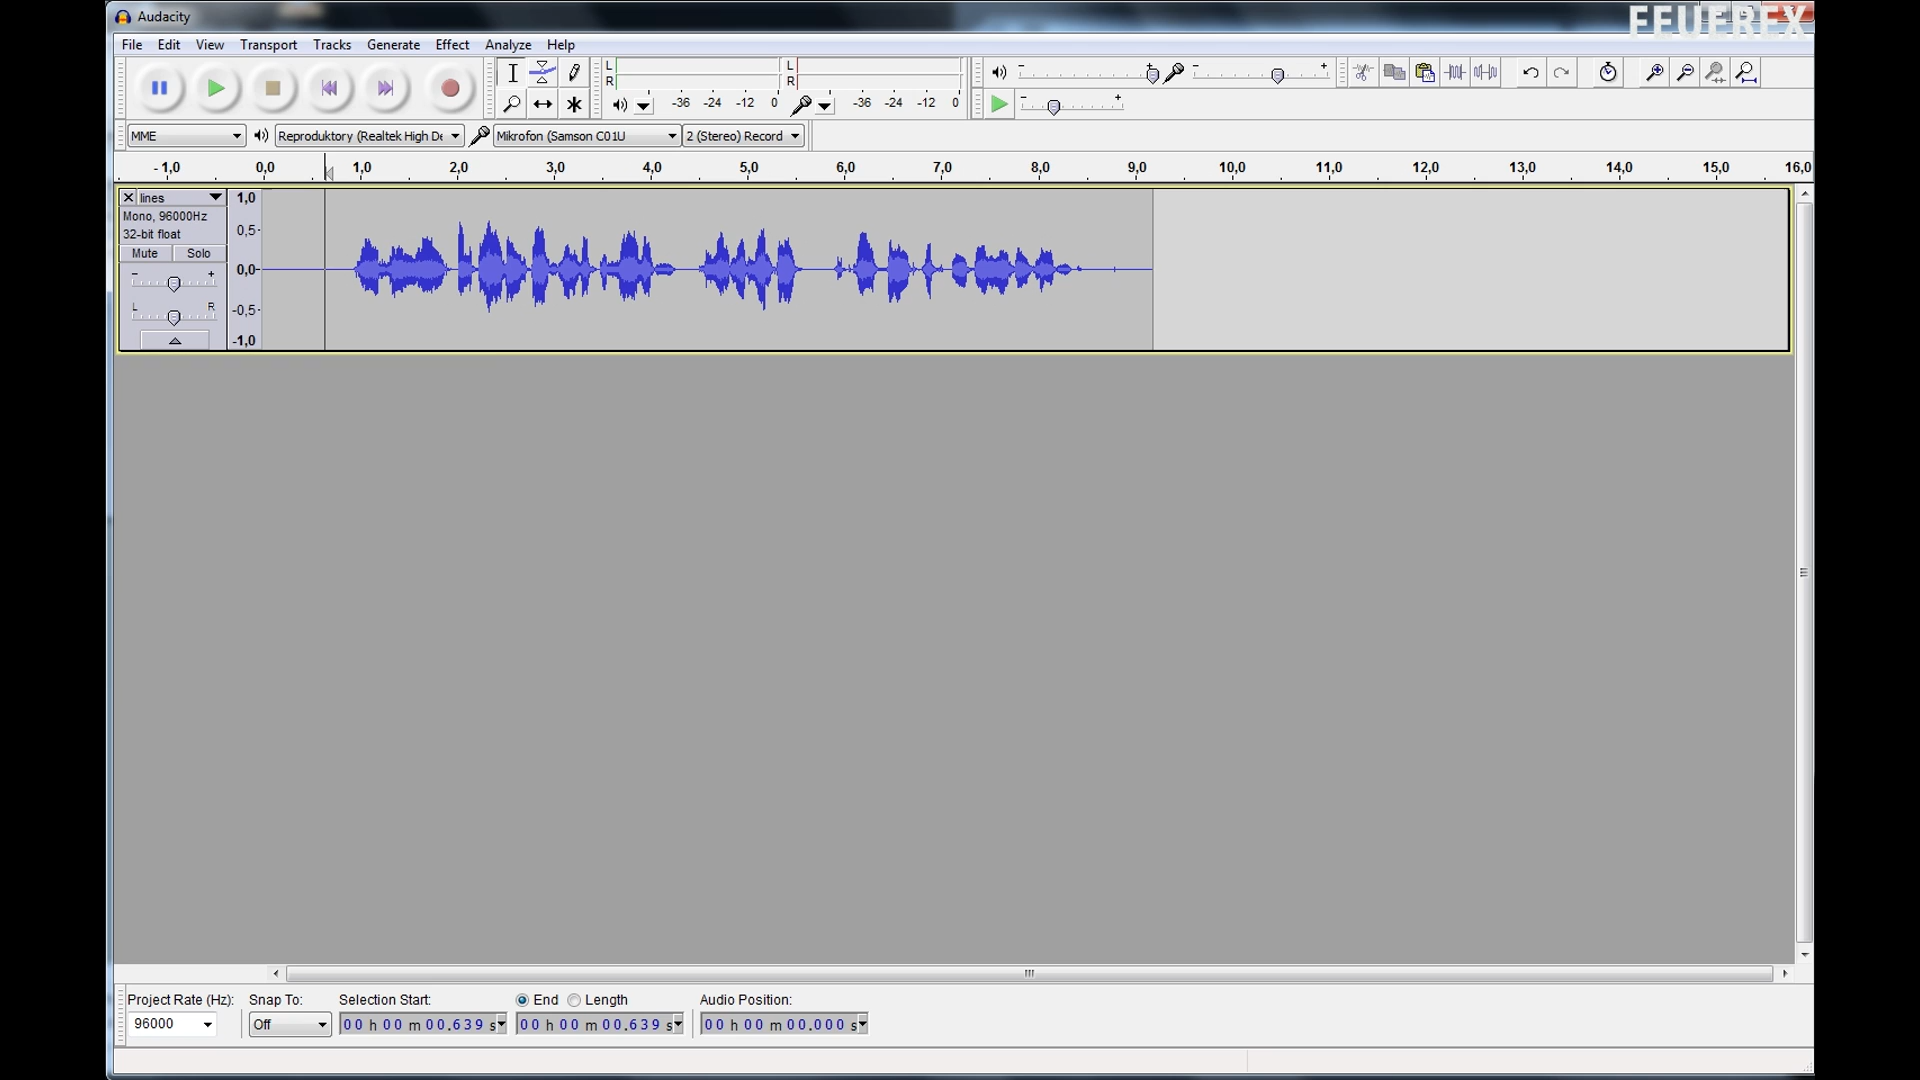 Audacity
FEUEREX
File Edit View Transport Tracks Generate Effect Analyze Help
L L
R R
-36 -24 -12 0 -36 -24 -12 0
MME Reproduktory (Realtek High De Mikrofon (Samson C01U 2 (Stereo) Record
- 1,0 0,0 1,0 2,0 3,0 4,0 5,0 6,0 7,0 8,0 9,0 10,0 11,0 12,0 13,0 14,0 15,0 16,0
lines
Mono, 96000Hz
32-bit float
Mute Solo
- +
L R
1,0
0,5-
0,0-
-0,5-
-1,0
Project Rate (Hz): Snap To: Selection Start: End Length Audio Position:
96000 Off 00 h 00 m 00.639 s 00 h 00 m 00.639 s 00 h 00 m 00.000 s